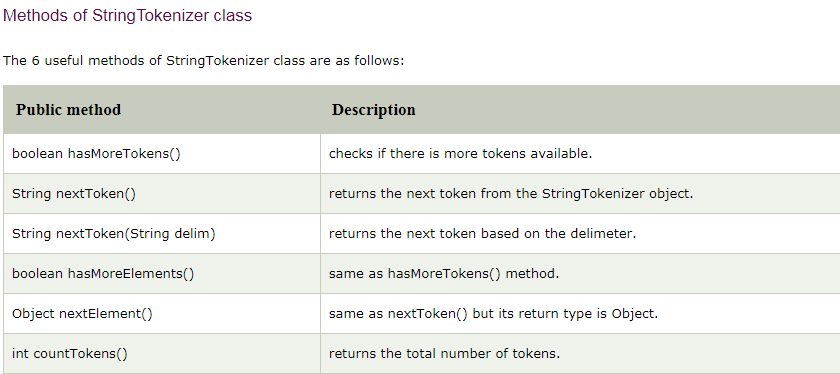 Methods of StringTokenizer class
The 6 useful methods of StringTokenizer class are as follows:
Public method Description
boolean hasMoreTokens() checks if there is more tokens available.
String nextToken() returns the next token from the StringTokenizer object.
String nextToken(String delim) returns the next token based on the delimeter.
boolean hasMoreElements() same as hasMoreTokens() method.
Object nextElement() same as nextToken() but its return type is Object.
int countTokens() returns the total number of tokens.